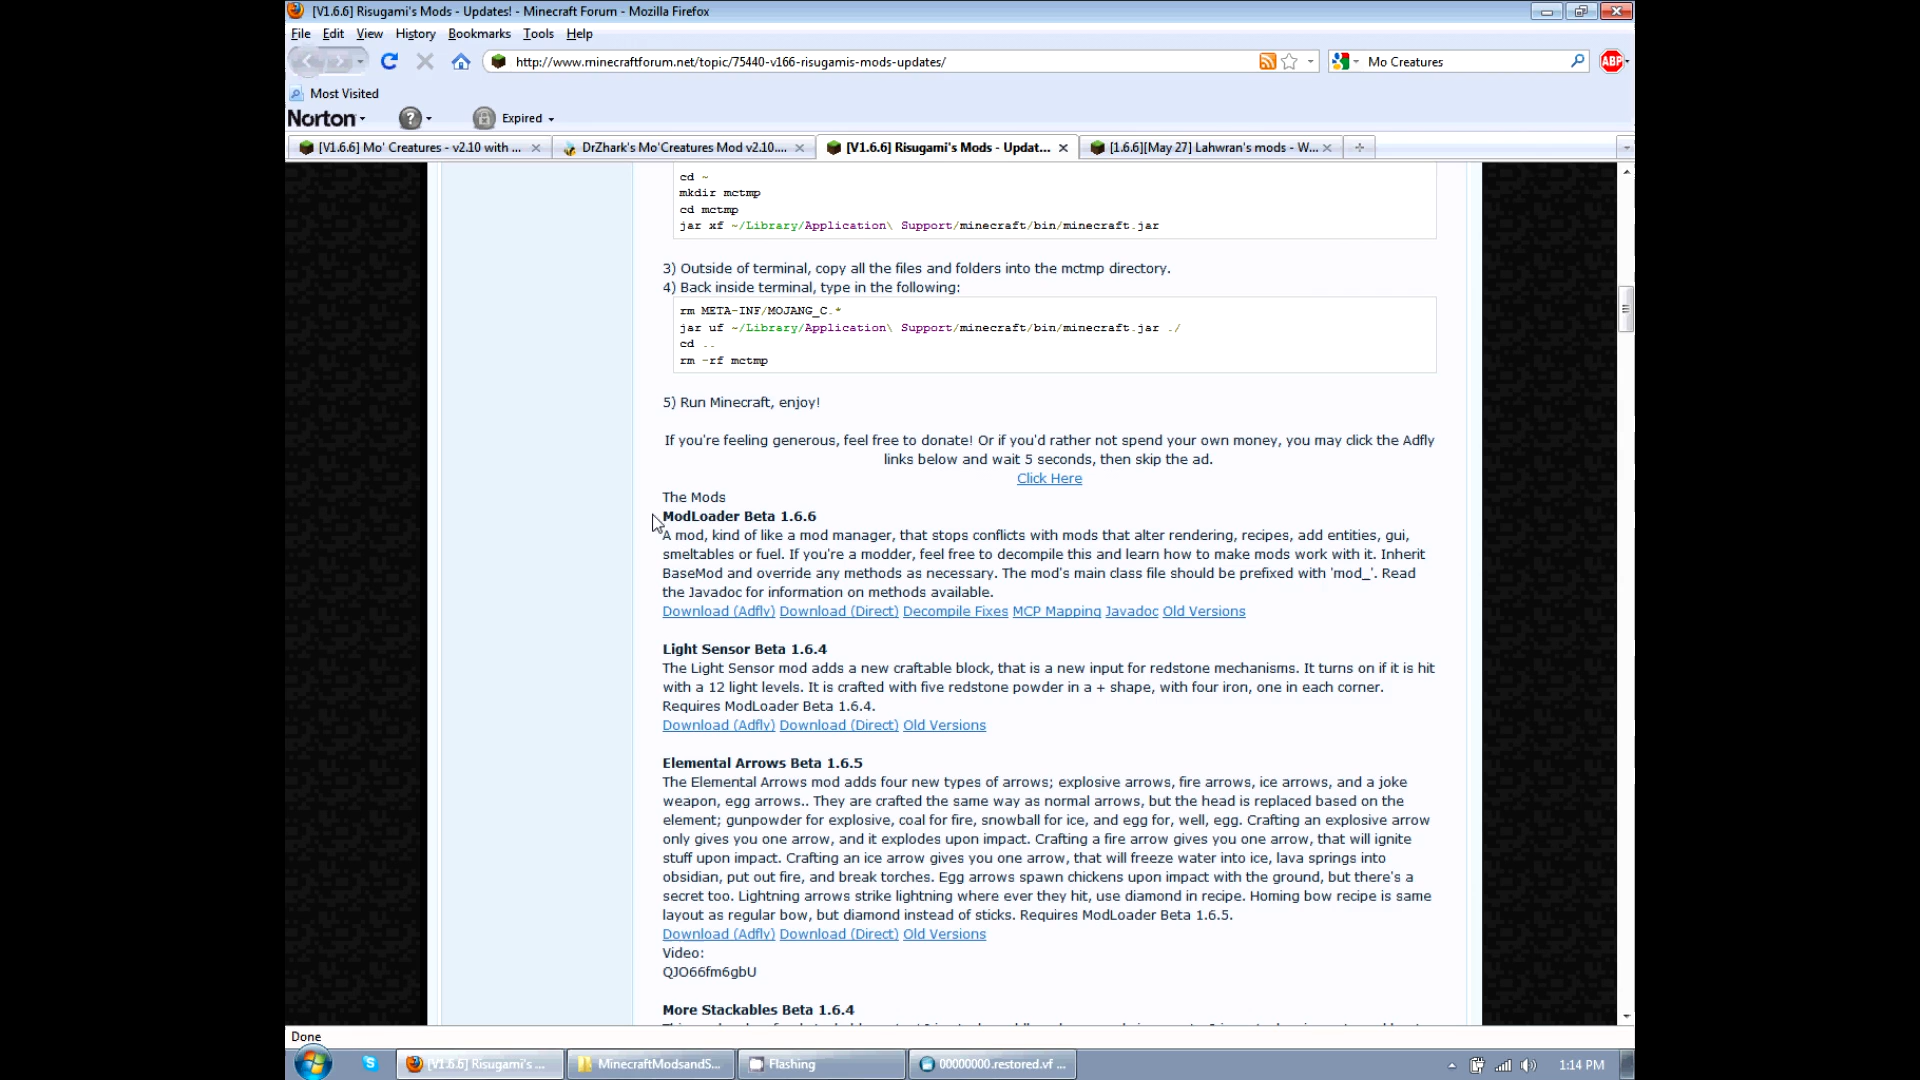 [V1.6.6] Risugami's Mods - Updates! - Minecraft Forum - Mozilla Firefox
File Edit View History Bookmarks Tools Help
http://www.minecraftforum.net/topic/75440-v166-risugamis-mods-updates/
Mo Creatures
ABP
Most Visited
Norton
?
Expired
[V1.6.6] Mo' Creatures - v2.10 with ...
DrZhark's Mo'Creatures Mod v2.10....
[V1.6.6] Risugami's Mods - Updat...
[1.6.6][May 27] Lahwran's mods - W...
cd ~
mkdir mctmp
cd mctmp
jar xf ~/Library/Application\ Support/minecraft/bin/minecraft.jar
3) Outside of terminal, copy all the files and folders into the mctmp directory.
4) Back inside terminal, type in the following:
rm META-INF/MOJANG_C.*
jar uf ~/Library/Application\ Support/minecraft/bin/minecraft.jar ./
cd ..
rm -rf mctmp
5) Run Minecraft, enjoy!
If you're feeling generous, feel free to donate! Or if you'd rather not spend your own money, you may click the Adfly
links below and wait 5 seconds, then skip the ad.
Click Here
The Mods
ModLoader Beta 1.6.6
A mod, kind of like a mod manager, that stops conflicts with mods that alter rendering, recipes, add entities, gui,
smeltables or fuel. If you're a modder, feel free to decompile this and learn how to make mods work with it. Inherit
BaseMod and override any methods as necessary. The mod's main class file should be prefixed with 'mod_'. Read
the Javadoc for information on methods available.
Download (Adfly) Download (Direct) Decompile Fixes MCP Mapping Javadoc Old Versions
Light Sensor Beta 1.6.4
The Light Sensor mod adds a new craftable block, that is a new input for redstone mechanisms. It turns on if it is hit
with a 12 light levels. It is crafted with five redstone powder in a + shape, with four iron, one in each corner.
Requires ModLoader Beta 1.6.4.
Download (Adfly) Download (Direct) Old Versions
Elemental Arrows Beta 1.6.5
The Elemental Arrows mod adds four new types of arrows; explosive arrows, fire arrows, ice arrows, and a joke
weapon, egg arrows.. They are crafted the same way as normal arrows, but the head is replaced based on the
element; gunpowder for explosive, coal for fire, snowball for ice, and egg for, well, egg. Crafting an explosive arrow
only gives you one arrow, and it explodes upon impact. Crafting a fire arrow gives you one arrow, that will ignite
stuff upon impact. Crafting an ice arrow gives you one arrow, that will freeze water into ice, lava springs into
obsidian, put out fire, and break torches. Egg arrows spawn chickens upon impact with the ground, but there's a
secret too. Lightning arrows strike lightning where ever they hit, use diamond in recipe. Homing bow recipe is same
layout as regular bow, but diamond instead of sticks. Requires ModLoader Beta 1.6.5.
Download (Adfly) Download (Direct) Old Versions
Video:
QJO66fm6gbU
More Stackables Beta 1.6.4
Done
[V1.6.6] Risugami's ...
MinecraftModsandS...
Flashing
00000000.restored.vf ...
1:14 PM